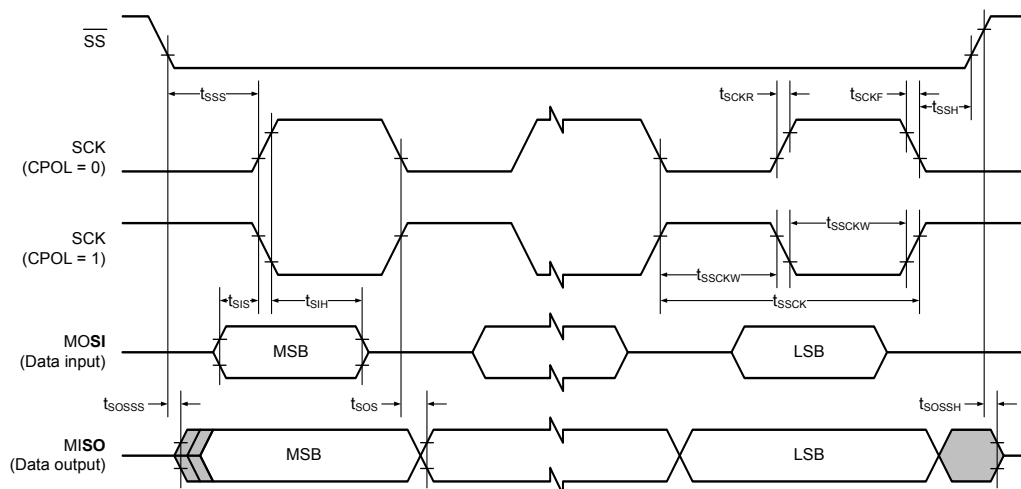 SS
tSSS
tSCKR
tSCKF
tSSH
SCK
(CPOL = 0)
SCK
(CPOL = 1)
tSSCKW
tSSCKW
tSSCK
tSIS
tSIH
MOSI
(Data input)
MSB
LSB
tSOSSS
tSOS
tSOSSH
MISO
(Data output)
MSB
LSB